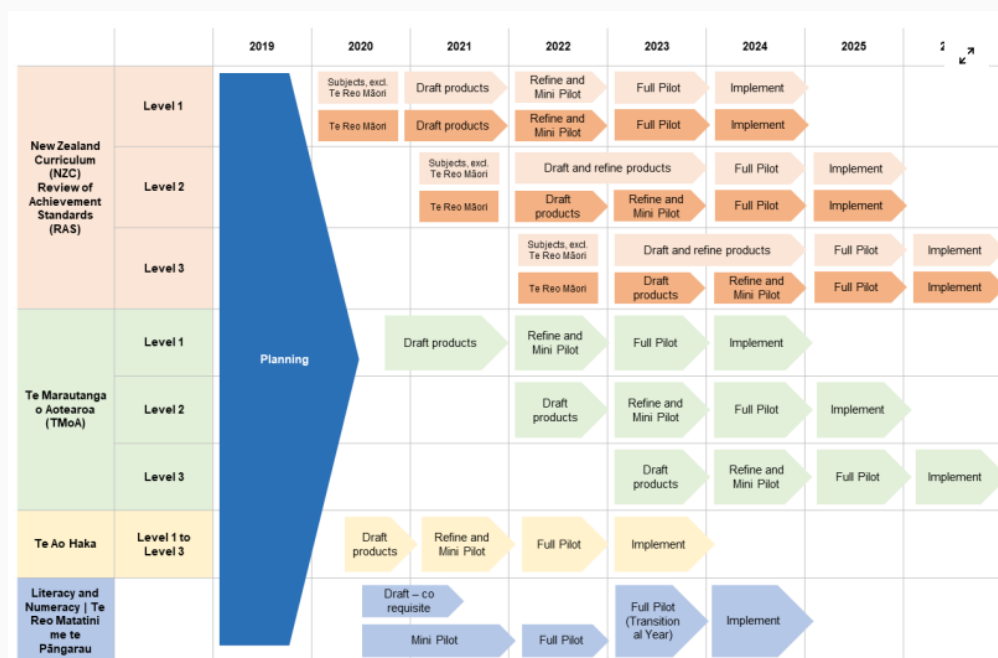 2019 2020 2021 2022 2023 2024 2025
New Zealand
Curriculum
(NZC)
Review of
Achievement
Standards
(RAS)
Level 1
Subjects, excl.
Te Reo Māori
Draft products
Refine and
Mini Pilot
Full Pilot
Implement
Te Reo Māori
Draft products
Refine and
Mini Pilot
Full Pilot
Implement
Level 2
Subjects, excl.
Te Reo Māori
Draft and refine products
Full Pilot
Implement
Te Reo Māori
Draft
products
Refine and
Mini Pilot
Full Pilot
Implement
Level 3
Subjects, excl.
Te Reo Māori
Draft and refine products
Full Pilot
Implement
Te Reo Māori
Draft
products
Refine and
Mini Pilot
Full Pilot
Implement
Planning
Te Marautanga
o Aotearoa
(TMoA)
Level 1
Draft products
Refine and
Mini Pilot
Full Pilot
Implement
Level 2
Draft
products
Refine and
Mini Pilot
Full Pilot
Implement
Level 3
Draft
products
Refine and
Mini Pilot
Full Pilot
Implement
Te Ao Haka
Level 1 to
Level 3
Draft
products
Refine and
Mini Pilot
Full Pilot
Implement
Literacy and
Numeracy | Te
Reo Matatini
me te
Pāngarau
Draft – co
requisite
Mini Pilot
Full Pilot
Full Pilot
(Transition
al Year)
Implement